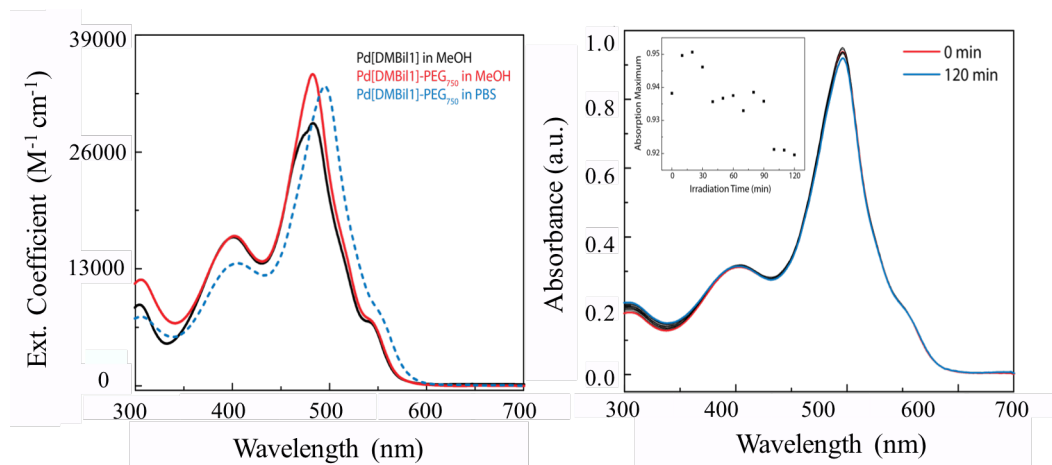 39000
26000
13000
0
Ext. Coefficient (M⁻¹ cm⁻¹)
Pd[DMBil1] in MeOH
Pd[DMBil1]-PEG₇₅₀ in MeOH
Pd[DMBil1]-PEG₇₅₀ in PBS
300 400 500 600 700
Wavelength (nm)
1.0
0.8
0.6
0.4
0.2
0.0
Absorbance (a.u.)
0.95
0.94
0.93
0.92
Absorption Maximum
0 30 60 90 120
Irradiation Time (min)
0 min
120 min
300 400 500 600 700
Wavelength (nm)